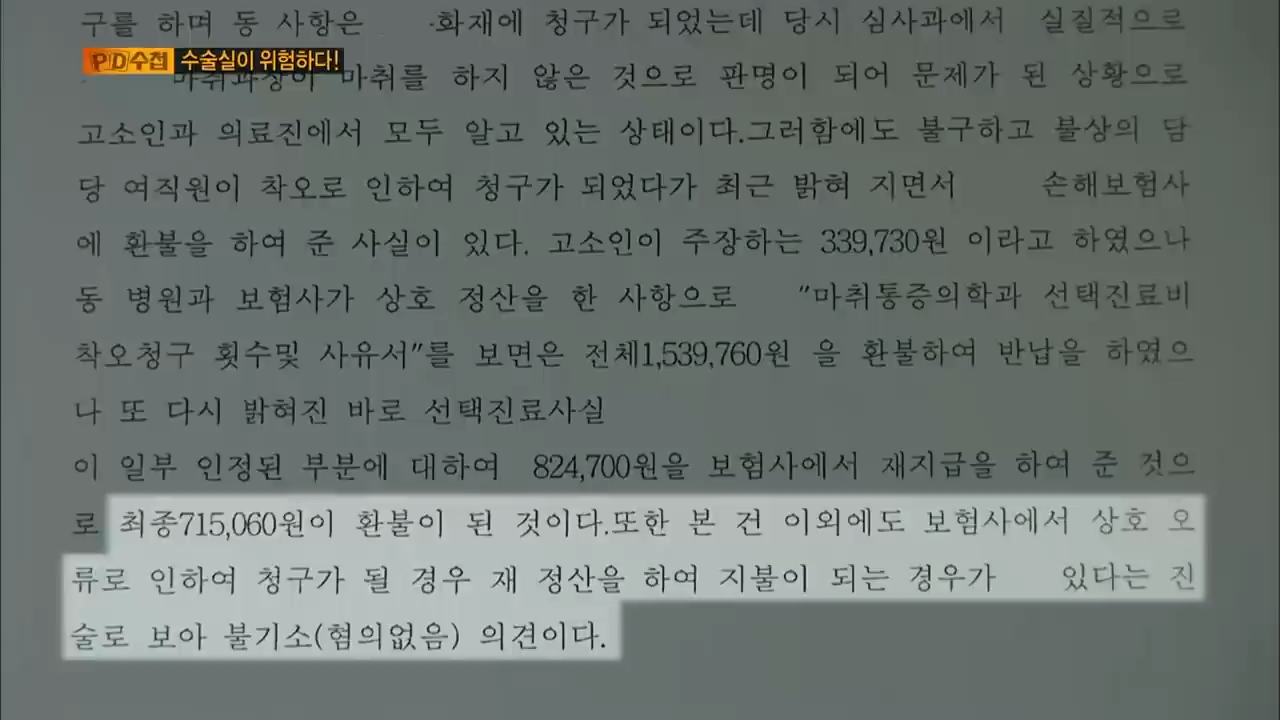 구를 하며 동 사항은 ·화재에 청구가 되었는데 당시 심사과에서 실질적으로
PD수첩 수술실이 위험하다!
마취과장이 마취를 하지 않은 것으로 판명이 되어 문제가 된 상황으로
고소인과 의료진에서 모두 알고 있는 상태이다.그러함에도 불구하고 불상의 담
당 여직원이 착오로 인하여 청구가 되었다가 최근 밝혀 지면서 손해보험사
에 환불을 하여 준 사실이 있다. 고소인이 주장하는 339,730원 이라고 하였으나
동 병원과 보험사가 상호 정산을 한 사항으로 "마취통증의학과 선택진료비
착오청구 횟수및 사유서"를 보면은 전체1,539,760원 을 환불하여 반납을 하였으
나 또 다시 밝혀진 바로 선택진료사실
이 일부 인정된 부분에 대하여 824,700원을 보험사에서 재지급을 하여 준 것으
로 최종715,060원이 환불이 된 것이다.또한 본 건 이외에도 보험사에서 상호 오
류로 인하여 청구가 될 경우 재 정산을 하여 지불이 되는 경우가 있다는 진
술로 보아 불기소(혐의없음) 의견이다.